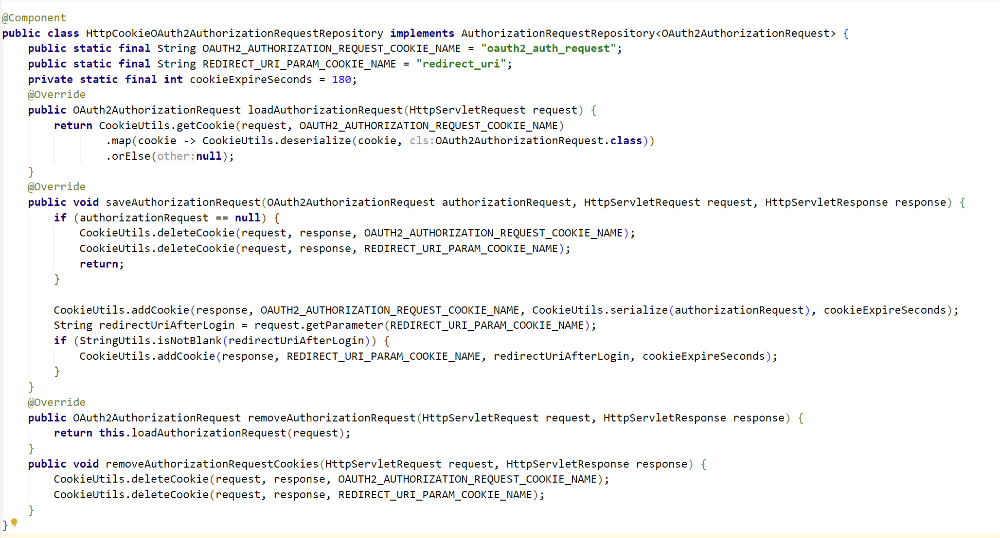 @Component
public class HttpCookieOAuth2AuthorizationRequestRepository implements AuthorizationRequestRepository<OAuth2AuthorizationRequest> {
    public static final String OAUTH2_AUTHORIZATION_REQUEST_COOKIE_NAME = "oauth2_auth_request";
    public static final String REDIRECT_URI_PARAM_COOKIE_NAME = "redirect_uri";
    private static final int cookieExpireSeconds = 180;
    @Override
    public OAuth2AuthorizationRequest loadAuthorizationRequest(HttpServletRequest request) {
        return CookieUtils.getCookie(request, OAUTH2_AUTHORIZATION_REQUEST_COOKIE_NAME)
                .map(cookie -> CookieUtils.deserialize(cookie, cls:OAuth2AuthorizationRequest.class))
                .orElse(other:null);
    }
    @Override
    public void saveAuthorizationRequest(OAuth2AuthorizationRequest authorizationRequest, HttpServletRequest request, HttpServletResponse response) {
        if (authorizationRequest == null) {
            CookieUtils.deleteCookie(request, response, OAUTH2_AUTHORIZATION_REQUEST_COOKIE_NAME);
            CookieUtils.deleteCookie(request, response, REDIRECT_URI_PARAM_COOKIE_NAME);
            return;
        }
        CookieUtils.addCookie(response, OAUTH2_AUTHORIZATION_REQUEST_COOKIE_NAME, CookieUtils.serialize(authorizationRequest), cookieExpireSeconds);
        String redirectUriAfterLogin = request.getParameter(REDIRECT_URI_PARAM_COOKIE_NAME);
        if (StringUtils.isNotBlank(redirectUriAfterLogin)) {
            CookieUtils.addCookie(response, REDIRECT_URI_PARAM_COOKIE_NAME, redirectUriAfterLogin, cookieExpireSeconds);
        }
    }
    @Override
    public OAuth2AuthorizationRequest removeAuthorizationRequest(HttpServletRequest request, HttpServletResponse response) {
        return this.loadAuthorizationRequest(request);
    }
    public void removeAuthorizationRequestCookies(HttpServletRequest request, HttpServletResponse response) {
        CookieUtils.deleteCookie(request, response, OAUTH2_AUTHORIZATION_REQUEST_COOKIE_NAME);
        CookieUtils.deleteCookie(request, response, REDIRECT_URI_PARAM_COOKIE_NAME);
    }
}